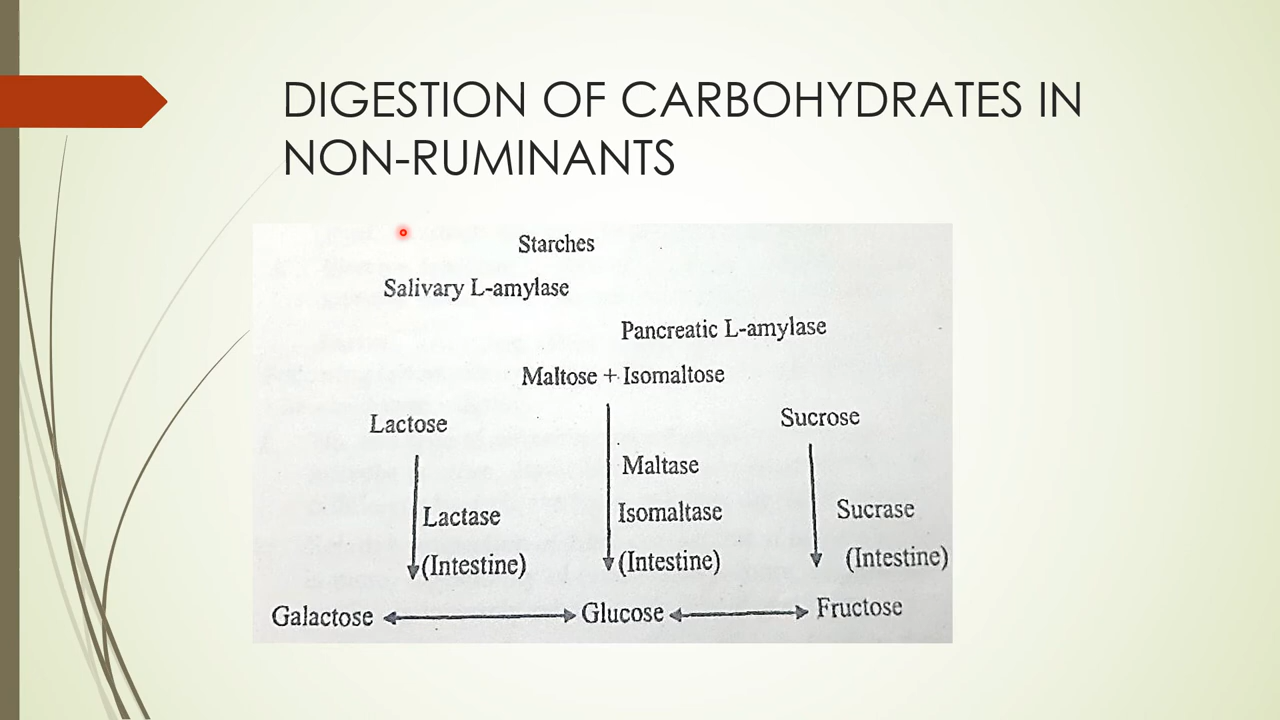 DIGESTION OF CARBOHYDRATES IN
NON-RUMINANTS
Starches
Salivary L-amylase
Pancreatic L-amylase
Maltose + Isomaltose
Lactose
Sucrose
Maltase
Lactase
Isomaltase
Sucrase
(Intestine)
(Intestine)
(Intestine)
Galactose
Glucose
Fructose